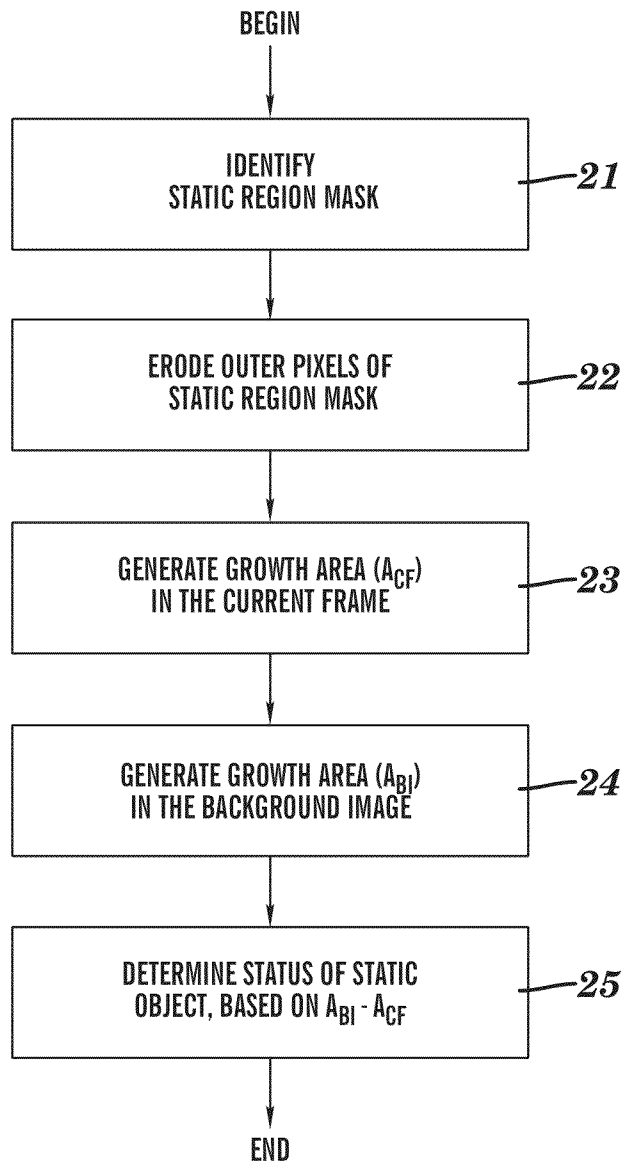 BEGIN
IDENTIFY
STATIC REGION MASK
21
ERODE OUTER PIXELS OF
STATIC REGION MASK
22
GENERATE GROWTH AREA (ACF)
IN THE CURRENT FRAME
23
GENERATE GROWTH AREA (ABI)
IN THE BACKGROUND IMAGE
24
DETERMINE STATUS OF STATIC
OBJECT, BASED ON ABI - ACF
25
END